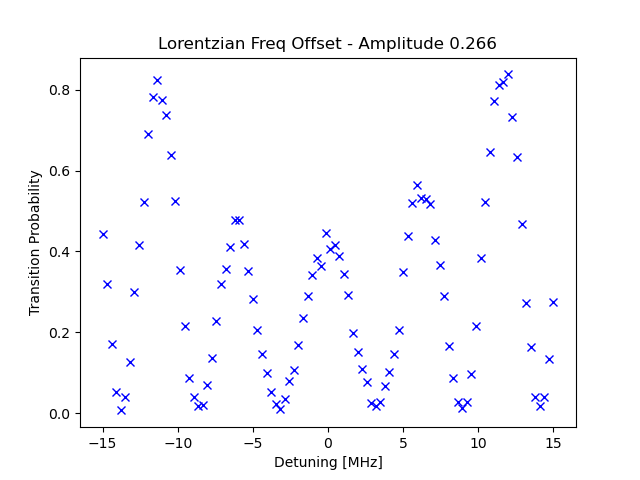 Lorentzian Freq Offset - Amplitude 0.266
Transition Probability
0.8
0.6
0.4
0.2
0.0
−15 −10 −5 0 5 10 15
Detuning [MHz]